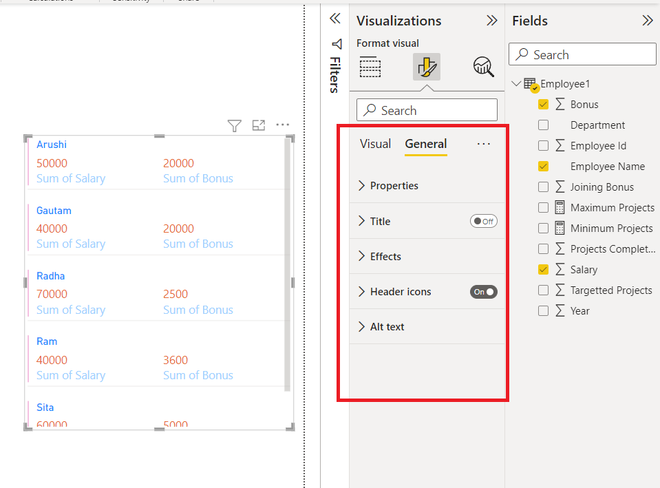 Calculations
Sensitivity
Share
Arushi
50000 20000
Sum of Salary Sum of Bonus
Gautam
40000 20000
Sum of Salary Sum of Bonus
Radha
70000 2500
Sum of Salary Sum of Bonus
Ram
40000 3600
Sum of Salary Sum of Bonus
Sita
60000 5000
Filters
Visualizations
Format visual
Search
Visual General
Properties
Title Off
Effects
Header icons On
Alt text
Fields
Search
Employee1
Bonus
Department
Employee Id
Employee Name
Joining Bonus
Maximum Projects
Minimum Projects
Projects Complet...
Salary
Targetted Projects
Year